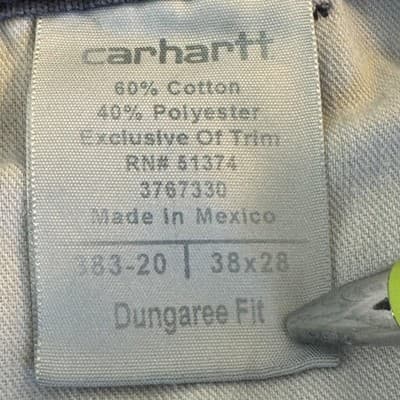 carhartt
60% Cotton
40% Polyester
Exclusive Of Trim
RN# 51374
3767330
Made in Mexico
383-20 | 38x28
Dungaree Fit